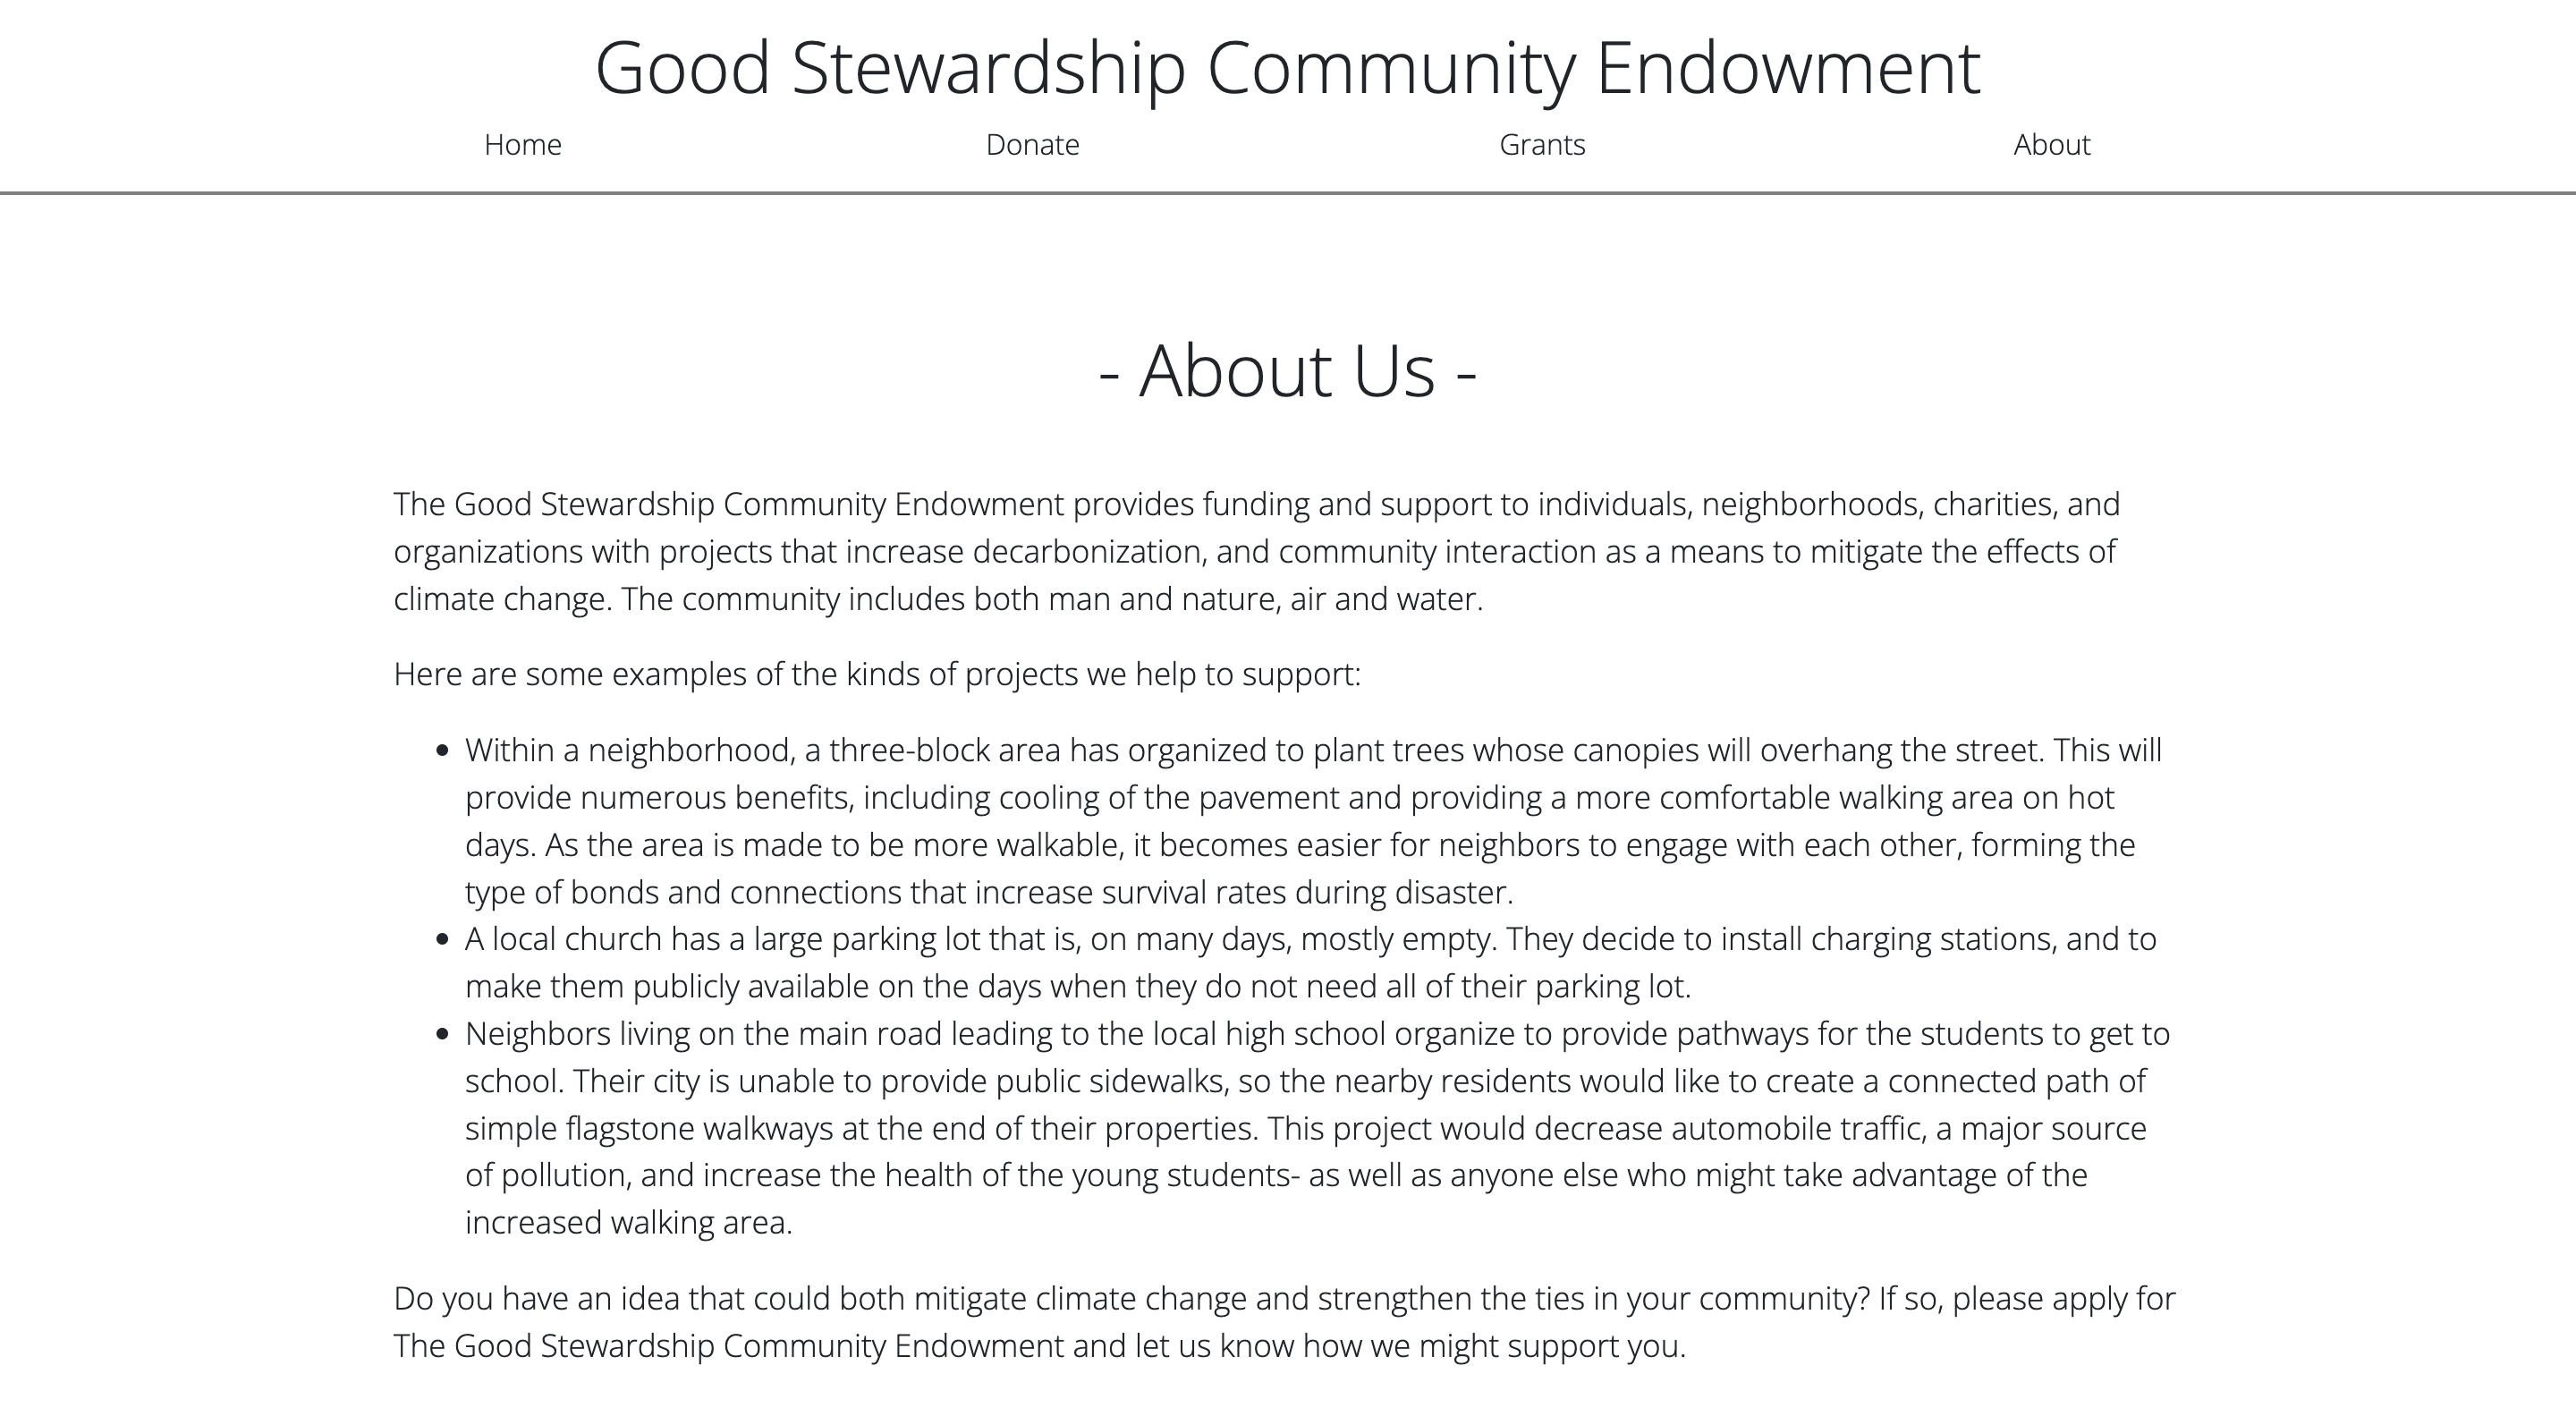 Good Stewardship Community Endowment
Home Donate Grants About
- About Us -
The Good Stewardship Community Endowment provides funding and support to individuals, neighborhoods, charities, and
organizations with projects that increase decarbonization, and community interaction as a means to mitigate the effects of
climate change. The community includes both man and nature, air and water.
Here are some examples of the kinds of projects we help to support:
• Within a neighborhood, a three-block area has organized to plant trees whose canopies will overhang the street. This will
provide numerous benefits, including cooling of the pavement and providing a more comfortable walking area on hot
days. As the area is made to be more walkable, it becomes easier for neighbors to engage with each other, forming the
type of bonds and connections that increase survival rates during disaster.
• A local church has a large parking lot that is, on many days, mostly empty. They decide to install charging stations, and to
make them publicly available on the days when they do not need all of their parking lot.
• Neighbors living on the main road leading to the local high school organize to provide pathways for the students to get to
school. Their city is unable to provide public sidewalks, so the nearby residents would like to create a connected path of
simple flagstone walkways at the end of their properties. This project would decrease automobile traffic, a major source
of pollution, and increase the health of the young students- as well as anyone else who might take advantage of the
increased walking area.
Do you have an idea that could both mitigate climate change and strengthen the ties in your community? If so, please apply for
The Good Stewardship Community Endowment and let us know how we might support you.